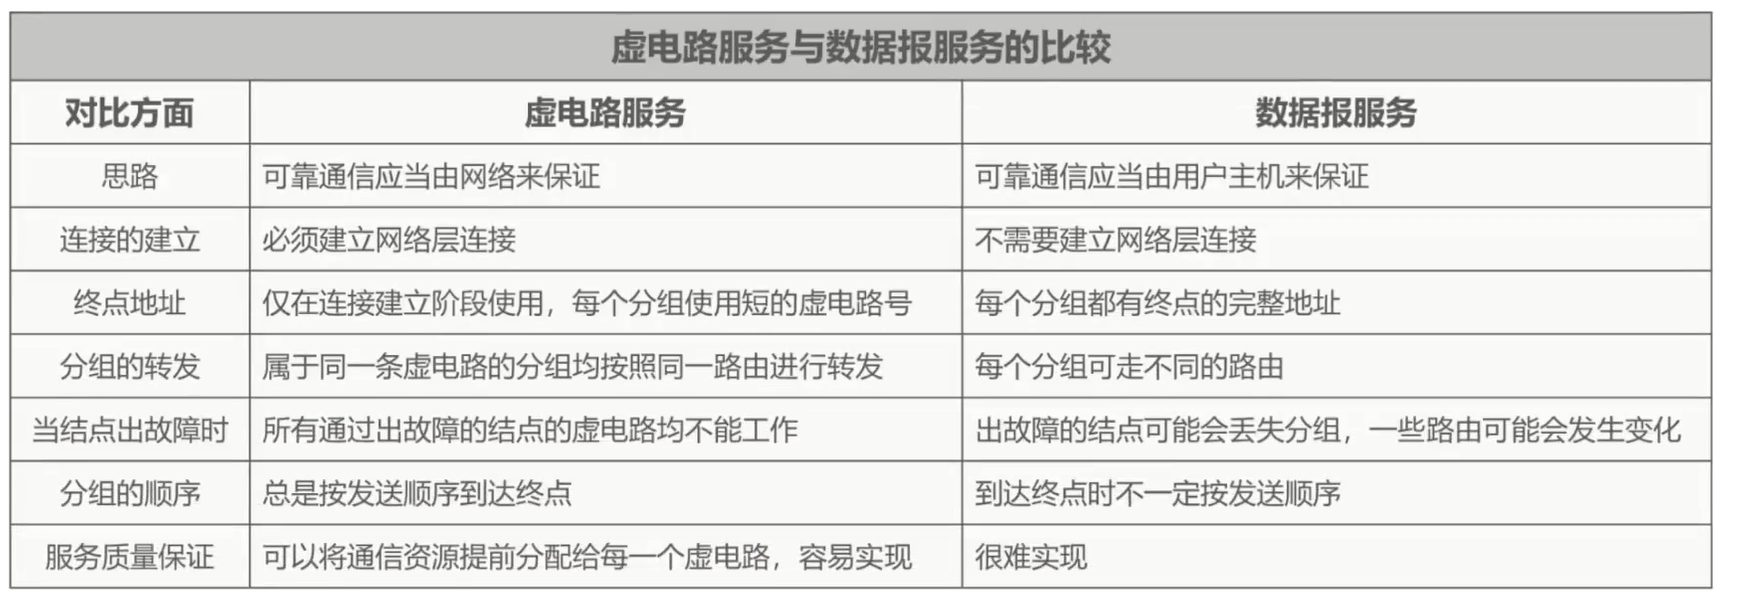 虚电路服务与数据报服务的比较
对比方面 虚电路服务 数据报服务
思路 可靠通信应当由网络来保证 可靠通信应当由用户主机来保证
连接的建立 必须建立网络层连接 不需要建立网络层连接
终点地址 仅在连接建立阶段使用，每个分组使用短的虚电路号 每个分组都有终点的完整地址
分组的转发 属于同一条虚电路的分组均按照同一路由进行转发 每个分组可走不同的路由
当结点出故障时 所有通过出故障的结点的虚电路均不能工作 出故障的结点可能会丢失分组，一些路由可能会发生变化
分组的顺序 总是按发送顺序到达终点 到达终点时不一定按发送顺序
服务质量保证 可以将通信资源提前分配给每一个虚电路，容易实现 很难实现